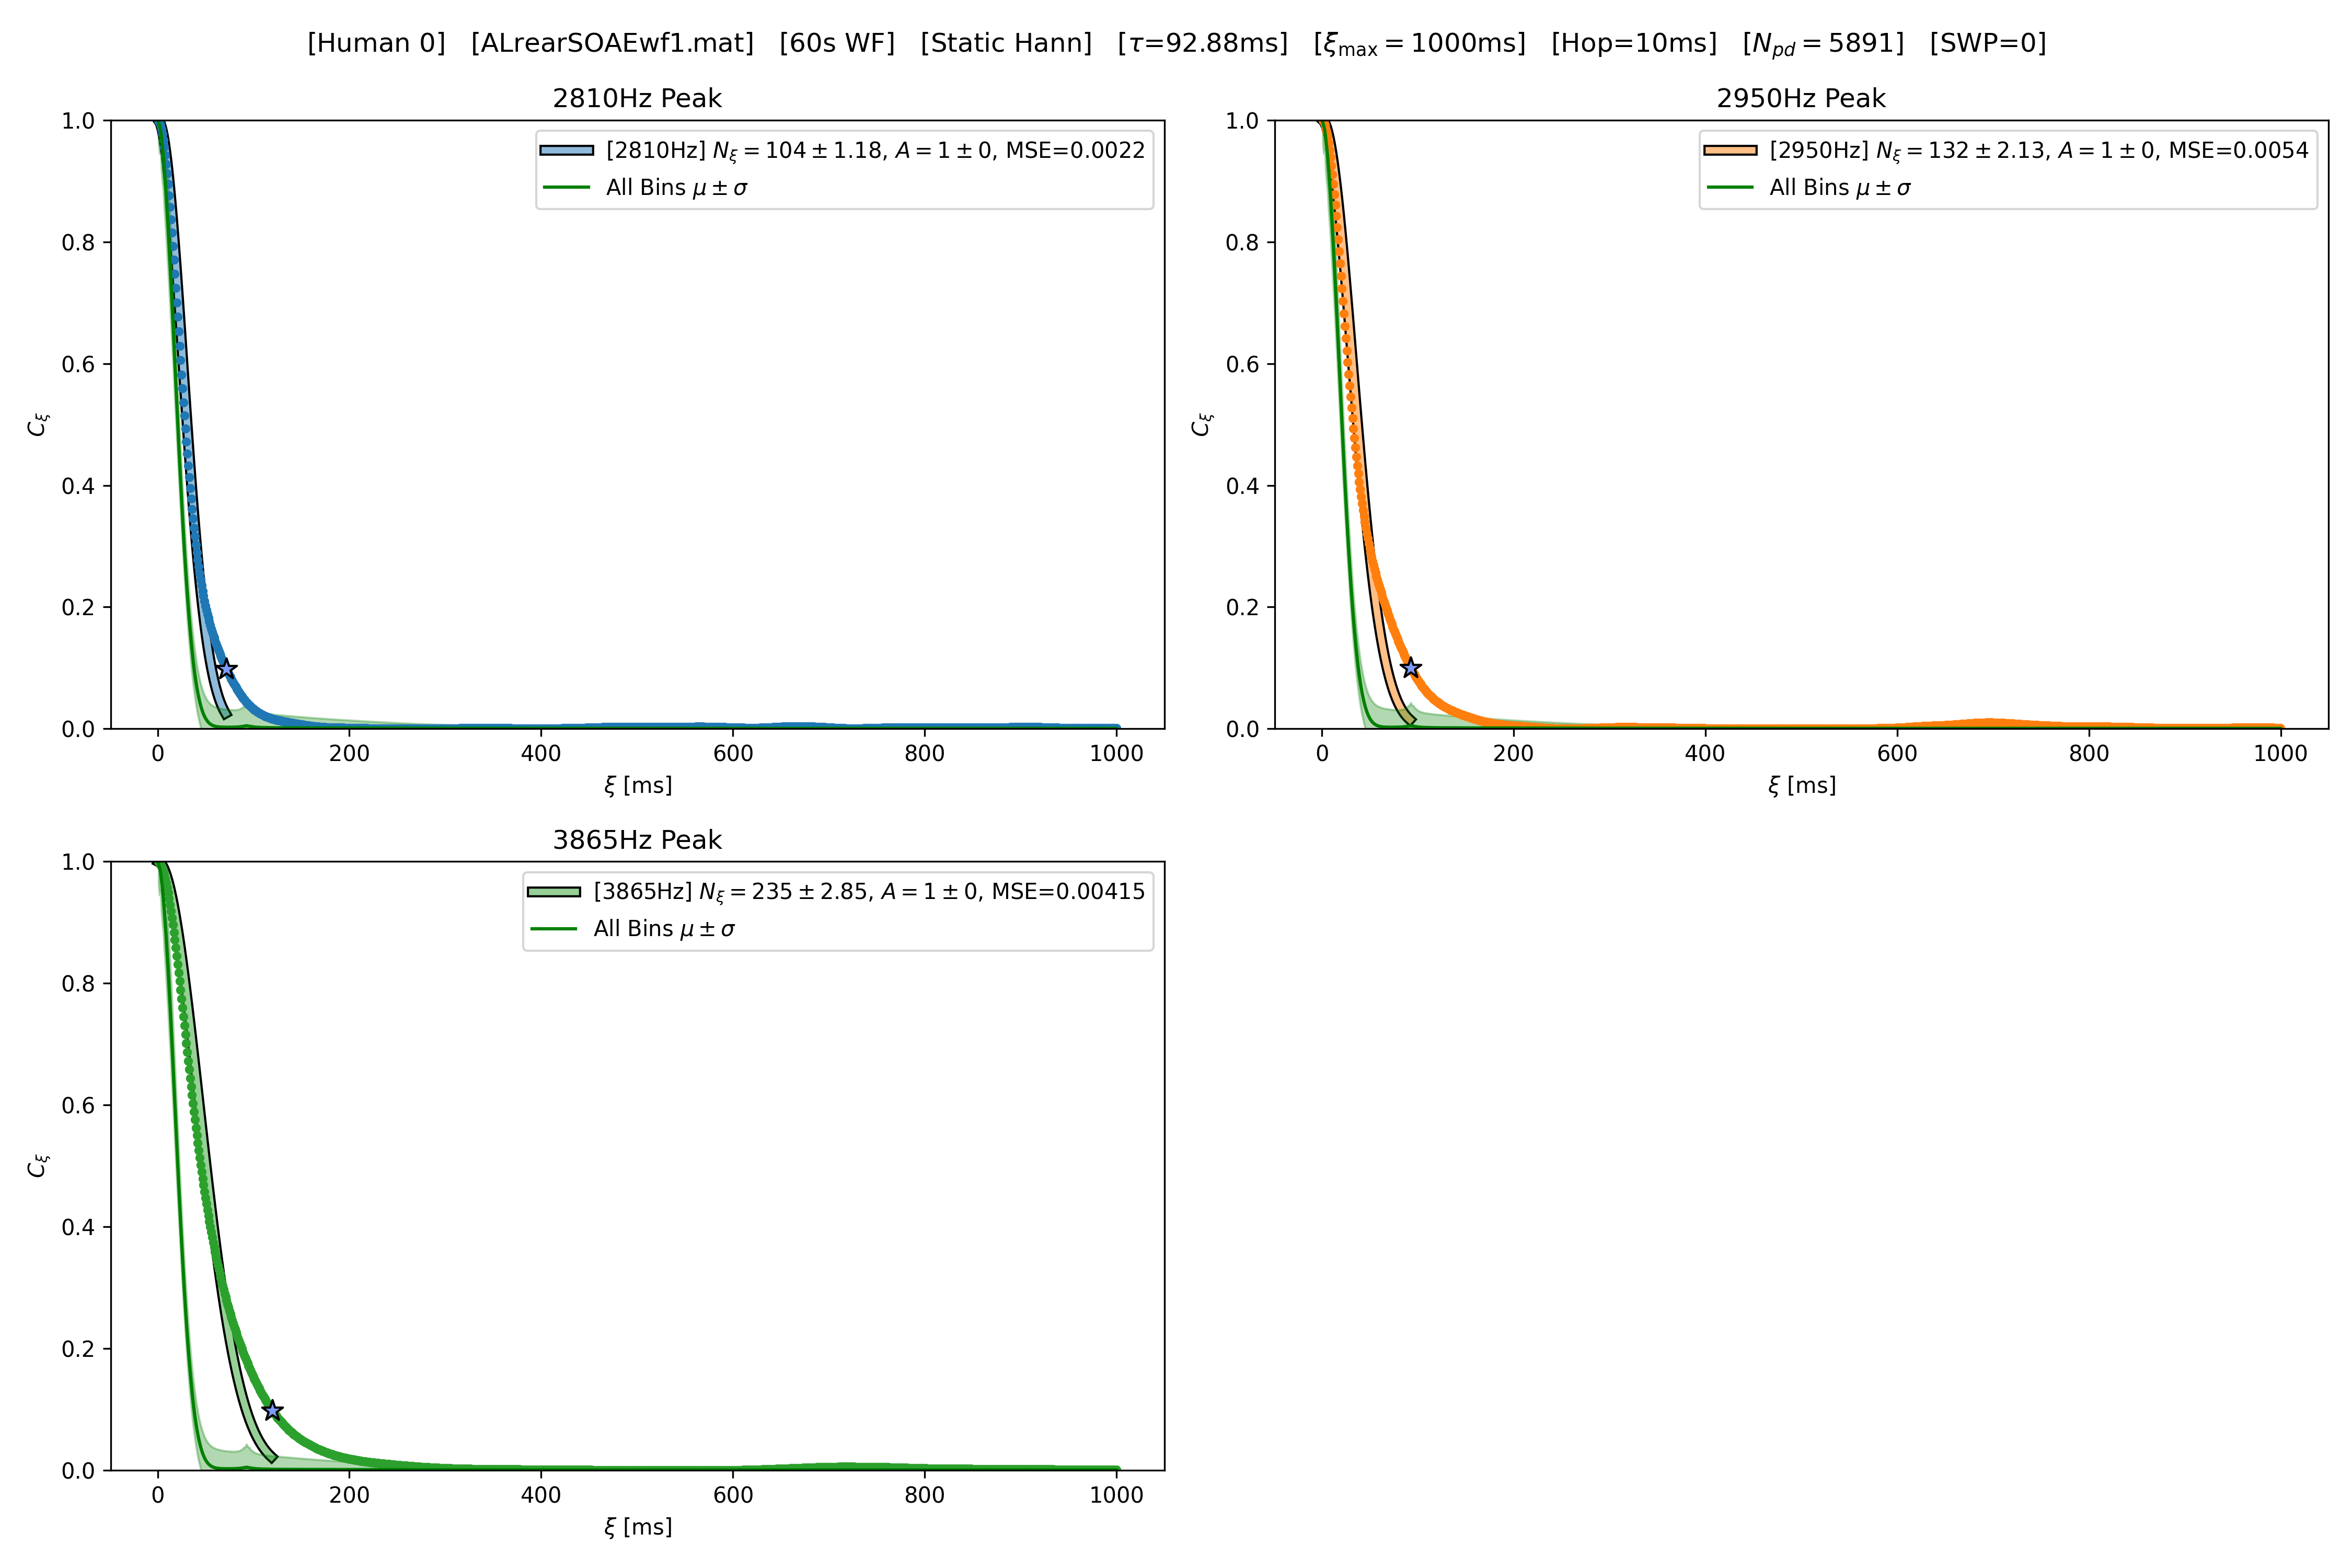 [Human 0] [ALrearSOAEwf1.mat] [60s WF] [Static Hann] [τ=92.88ms] [ξmax = 1000ms] [Hop=10ms] [Npd = 5891] [SWP=0]
2810Hz Peak
[2810Hz] Nξ = 104 ± 1.18, A = 1 ± 0, MSE=0.0022
All Bins μ ± σ
1.0
0.8
0.6
0.4
0.2
0.0
Cξ
0 200 400 600 800 1000
ξ [ms]
2950Hz Peak
[2950Hz] Nξ = 132 ± 2.13, A = 1 ± 0, MSE=0.0054
All Bins μ ± σ
1.0
0.8
0.6
0.4
0.2
0.0
Cξ
0 200 400 600 800 1000
ξ [ms]
3865Hz Peak
[3865Hz] Nξ = 235 ± 2.85, A = 1 ± 0, MSE=0.00415
All Bins μ ± σ
1.0
0.8
0.6
0.4
0.2
0.0
Cξ
0 200 400 600 800 1000
ξ [ms]